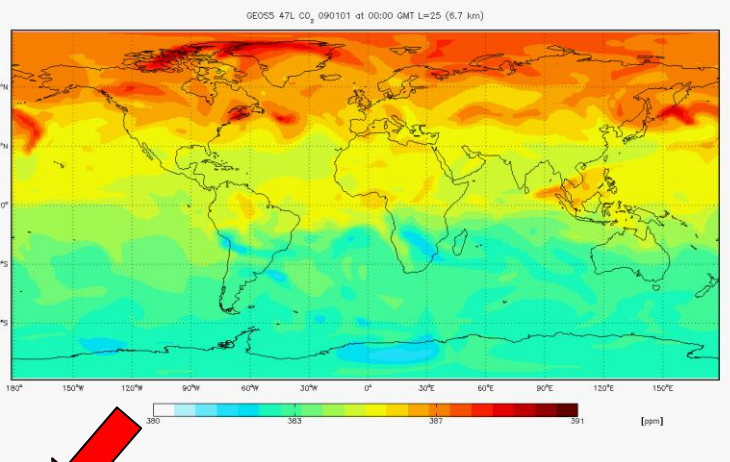 GEOS5 47L CO₂ 090101 at 00:00 GMT L=25 (6.7 km)
°N
°N
0°
°S
°S
180° 150°W 120°W 90°W 60°W 30°W 0° 30°E 60°E 90°E 120°E 150°E
380 383 387 391 [ppm]